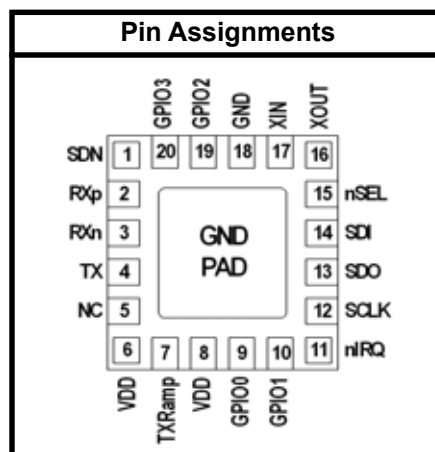 Pin Assignments
GPIO3
GPIO2
GND
XIN
XOUT
20
19
18
17
16
SDN 1
RXp 2
RXn 3
TX 4
NC 5
6
GND
PAD
15 nSEL
14 SDI
13 SDO
12 SCLK
11 nIRQ
7
8
9
10
VDD
TXRamp
VDD
GPIO0
GPIO1